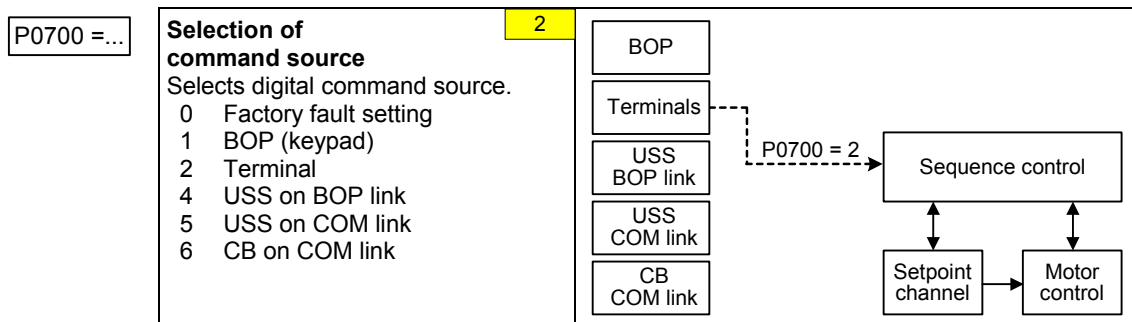 P0700 =...
Selection of
command source
2
Selects digital command source.
0 Factory fault setting
1 BOP (keypad)
2 Terminal
4 USS on BOP link
5 USS on COM link
6 CB on COM link
BOP
Terminals
USS
BOP link
USS
COM link
CB
COM link
P0700 = 2
Sequence control
Setpoint
channel
Motor
control